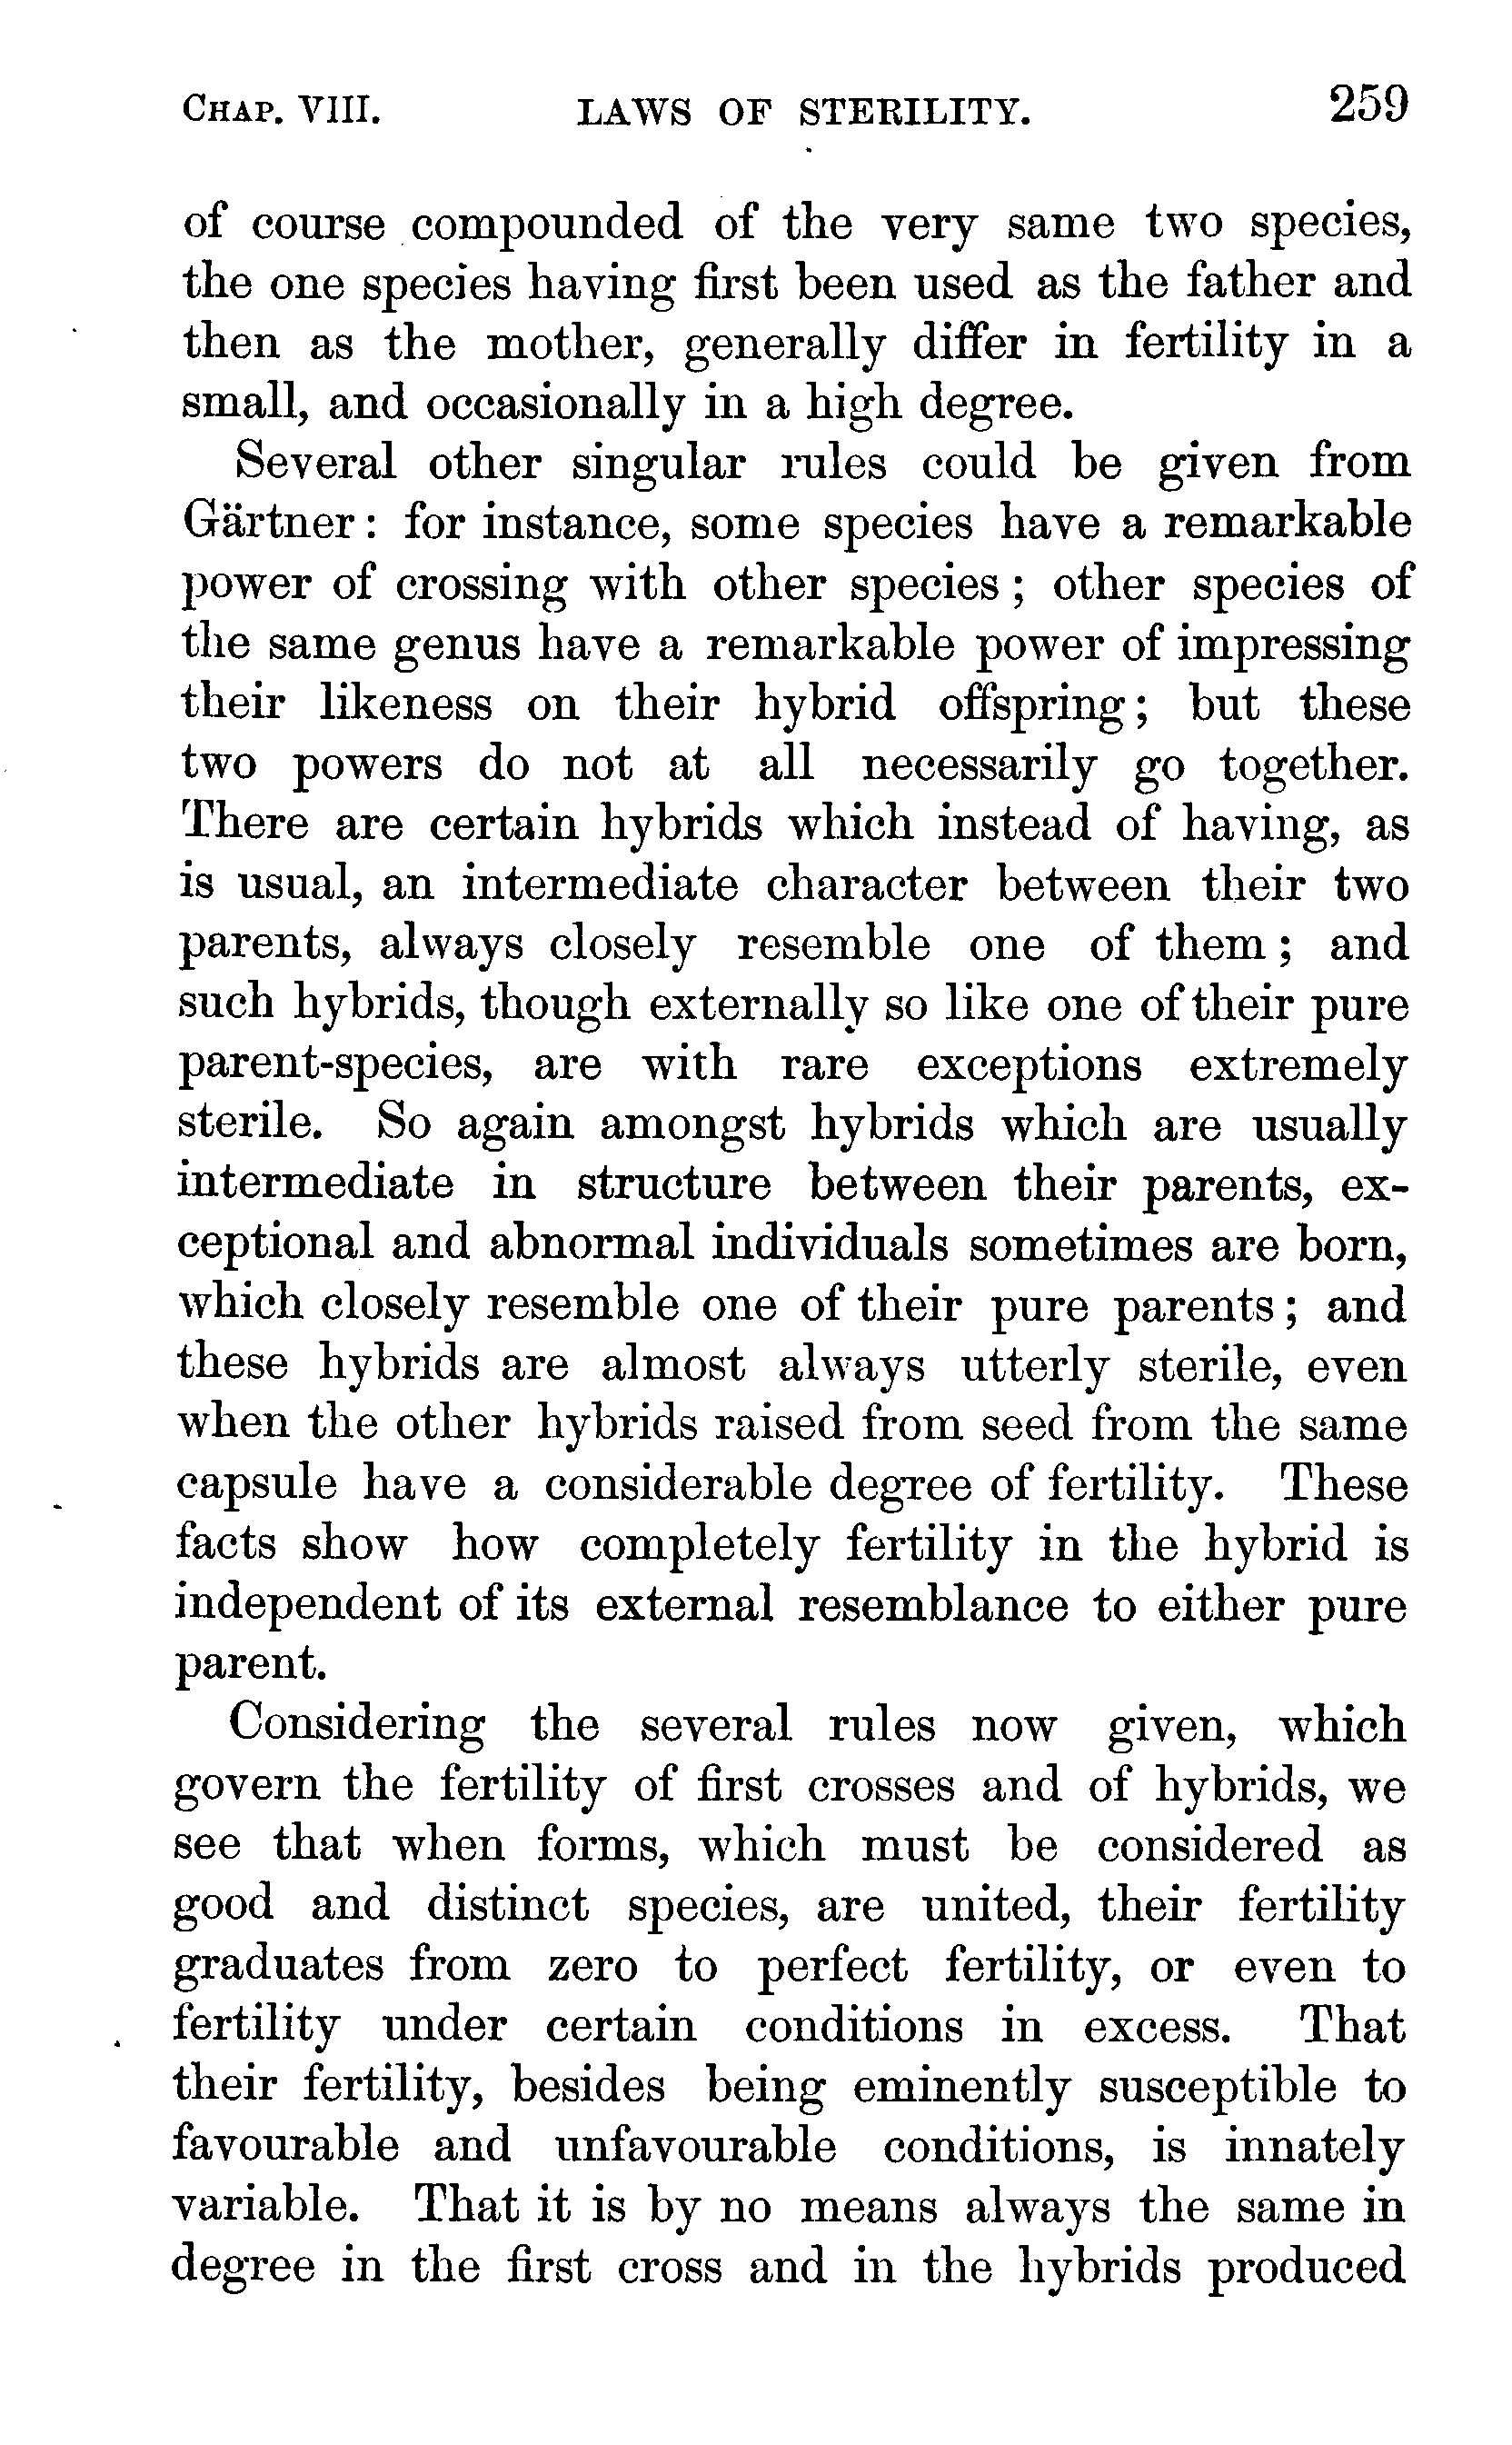 CHAP. VIII. LAWS OF STERILITY. 259
of course compounded of the very same two species,
the one species having first been used as the father and
then as the mother, generally differ in fertility in a
small, and occasionally in a high degree.
Several other singular rules could be given from
Gärtner: for instance, some species have a remarkable
power of crossing with other species; other species of
the same genus have a remarkable power of impressing
their likeness on their hybrid offspring; but these
two powers do not at all necessarily go together.
There are certain hybrids which instead of having, as
is usual, an intermediate character between their two
parents, always closely resemble one of them; and
such hybrids, though externally so like one of their pure
parent-species, are with rare exceptions extremely
sterile. So again amongst hybrids which are usually
intermediate in structure between their parents, ex-
ceptional and abnormal individuals sometimes are born,
which closely resemble one of their pure parents; and
these hybrids are almost always utterly sterile, even
when the other hybrids raised from seed from the same
capsule have a considerable degree of fertility. These
facts show how completely fertility in the hybrid is
independent of its external resemblance to either pure
parent.
Considering the several rules now given, which
govern the fertility of first crosses and of hybrids, we
see that when forms, which must be considered as
good and distinct species, are united, their fertility
graduates from zero to perfect fertility, or even to
fertility under certain conditions in excess. That
their fertility, besides being eminently susceptible to
favourable and unfavourable conditions, is innately
variable. That it is by no means always the same in
degree in the first cross and in the hybrids produced